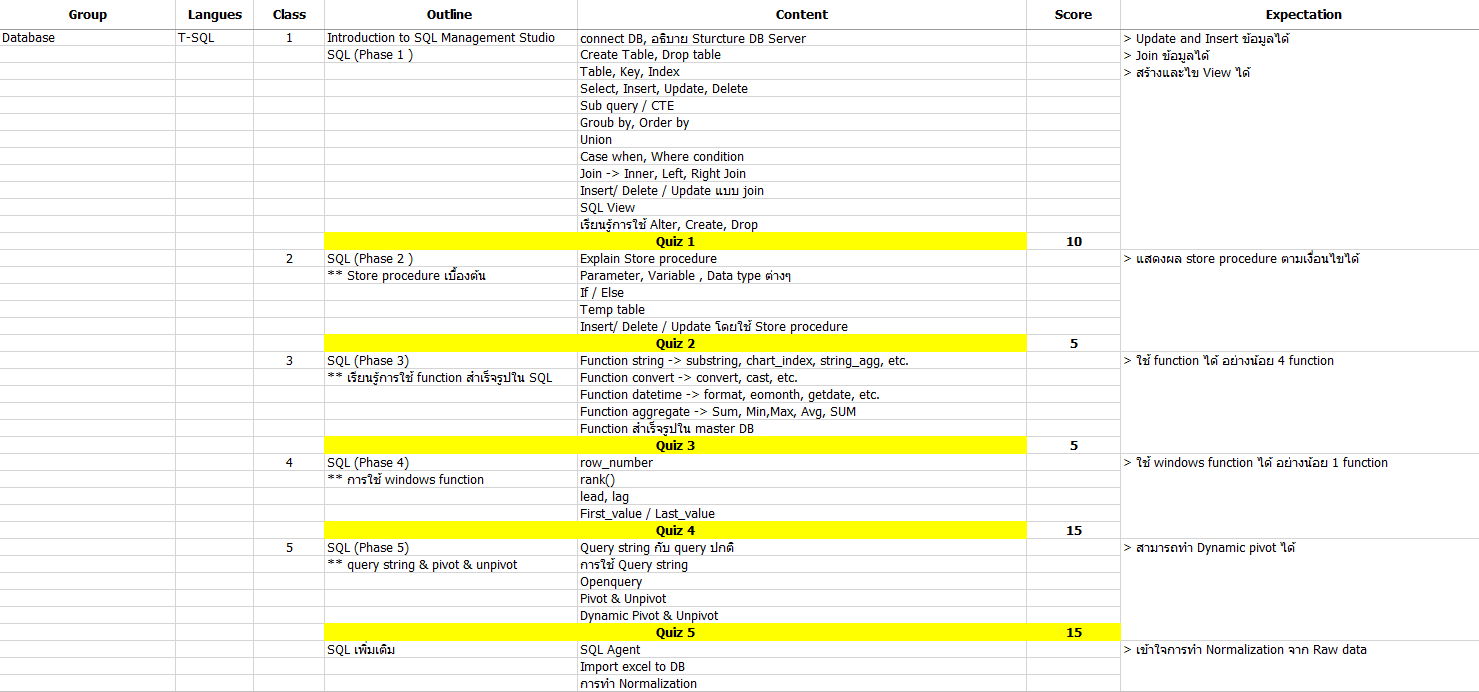 Group Langues Class Outline Content Score Expectation
Database T-SQL 1 Introduction to SQL Management Studio connect DB, อธิบาย Sturcture DB Server > Update and Insert ข้อมูลได้
SQL (Phase 1 ) Create Table, Drop table > Join ข้อมูลได้
Table, Key, Index > สร้างและไข View ได้
Select, Insert, Update, Delete
Sub query / CTE
Groub by, Order by
Union
Case when, Where condition
Join -> Inner, Left, Right Join
Insert/ Delete / Update แบบ join
SQL View
เรียนรู้การใช้ Alter, Create, Drop
Quiz 1 10
2 SQL (Phase 2 ) Explain Store procedure > แสดงผล store procedure ตามเงื่อนไขได้
** Store procedure เบื้องต้น Parameter, Variable , Data type ต่างๆ
If / Else
Temp table
Insert/ Delete / Update โดยใช้ Store procedure
Quiz 2 5
3 SQL (Phase 3) Function string -> substring, chart_index, string_agg, etc. > ใช้ function ได้ อย่างน้อย 4 function
** เรียนรู้การใช้ function สำเร็จรูปใน SQL Function convert -> convert, cast, etc.
Function datetime -> format, eomonth, getdate, etc.
Function aggregate -> Sum, Min,Max, Avg, SUM
Function สำเร็จรูปใน master DB
Quiz 3 5
4 SQL (Phase 4) row_number > ใช้ windows function ได้ อย่างน้อย 1 function
** การใช้ windows function rank()
lead, lag
First_value / Last_value
Quiz 4 15
5 SQL (Phase 5) Query string กับ query ปกติ > สามารถทำ Dynamic pivot ได้
** query string & pivot & unpivot การใช้ Query string
Openquery
Pivot & Unpivot
Dynamic Pivot & Unpivot
Quiz 5 15
SQL เพิ่มเติม SQL Agent > เข้าใจการทำ Normalization จาก Raw data
Import excel to DB
การทำ Normalization